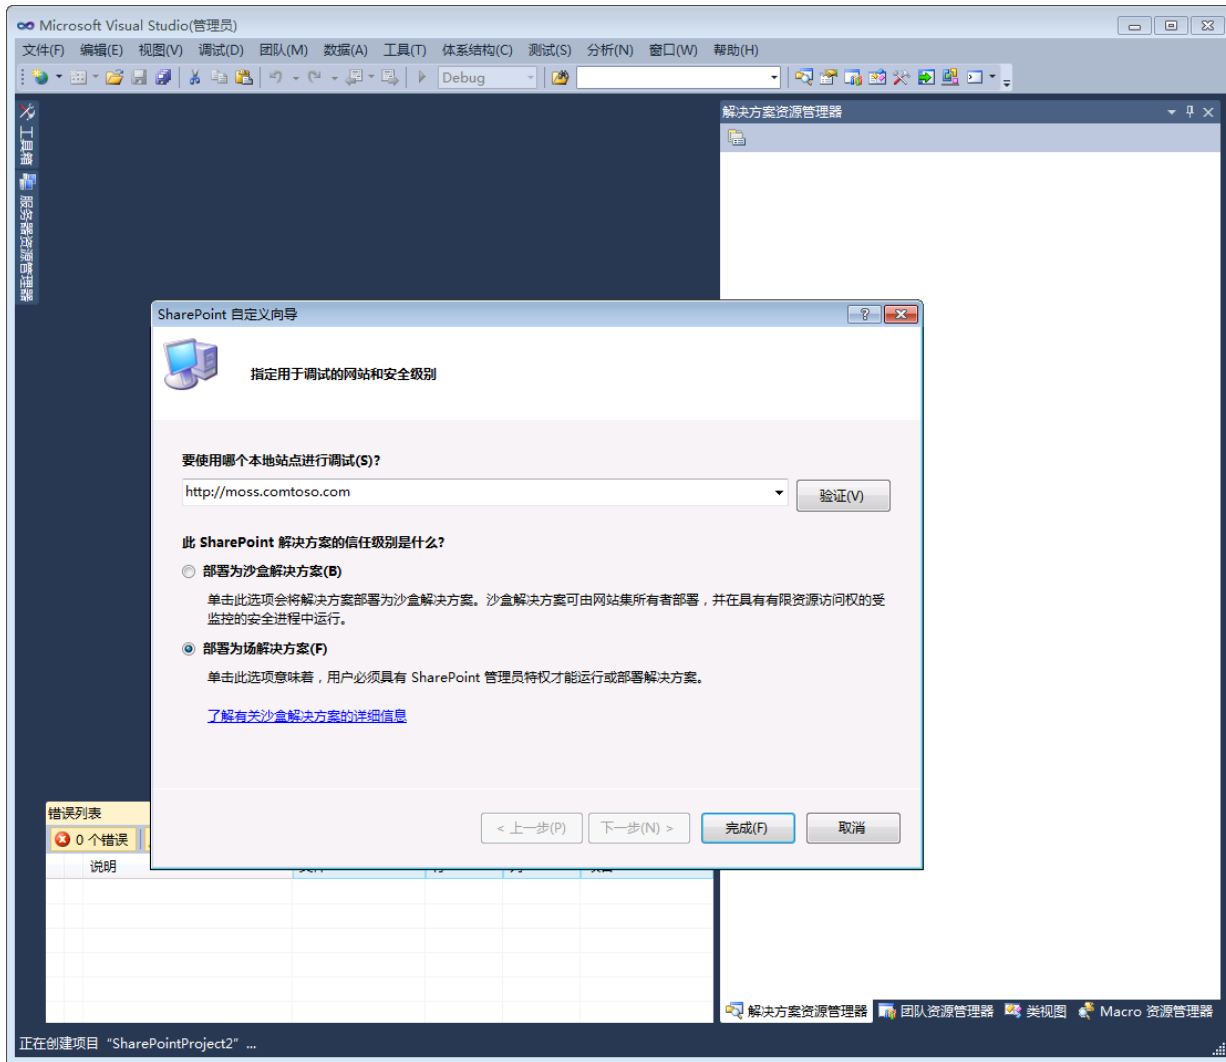 Microsoft Visual Studio(管理员)
文件(F) 编辑(E) 视图(V) 调试(D) 团队(M) 数据(A) 工具(T) 体系结构(C) 测试(S) 分析(N) 窗口(W) 帮助(H)
Debug
工具箱
服务器资源管理器
解决方案资源管理器
SharePoint 自定义向导
指定用于调试的网站和安全级别
要使用哪个本地站点进行调试(S)?
http://moss.comtoso.com
验证(V)
此 SharePoint 解决方案的信任级别是什么?
部署为沙盒解决方案(B)
单击此选项会将解决方案部署为沙盒解决方案。沙盒解决方案可由网站集所有者部署，并在具有有限资源访问权的受
监控的安全进程中运行。
部署为场解决方案(F)
单击此选项意味着，用户必须具有 SharePoint 管理员特权才能运行或部署解决方案。
了解有关沙盒解决方案的详细信息
< 上一步(P) 下一步(N) > 完成(F) 取消
错误列表
0 个错误
说明
解决方案资源管理器 团队资源管理器 类视图 Macro 资源管理器
正在创建项目“SharePointProject2” ...